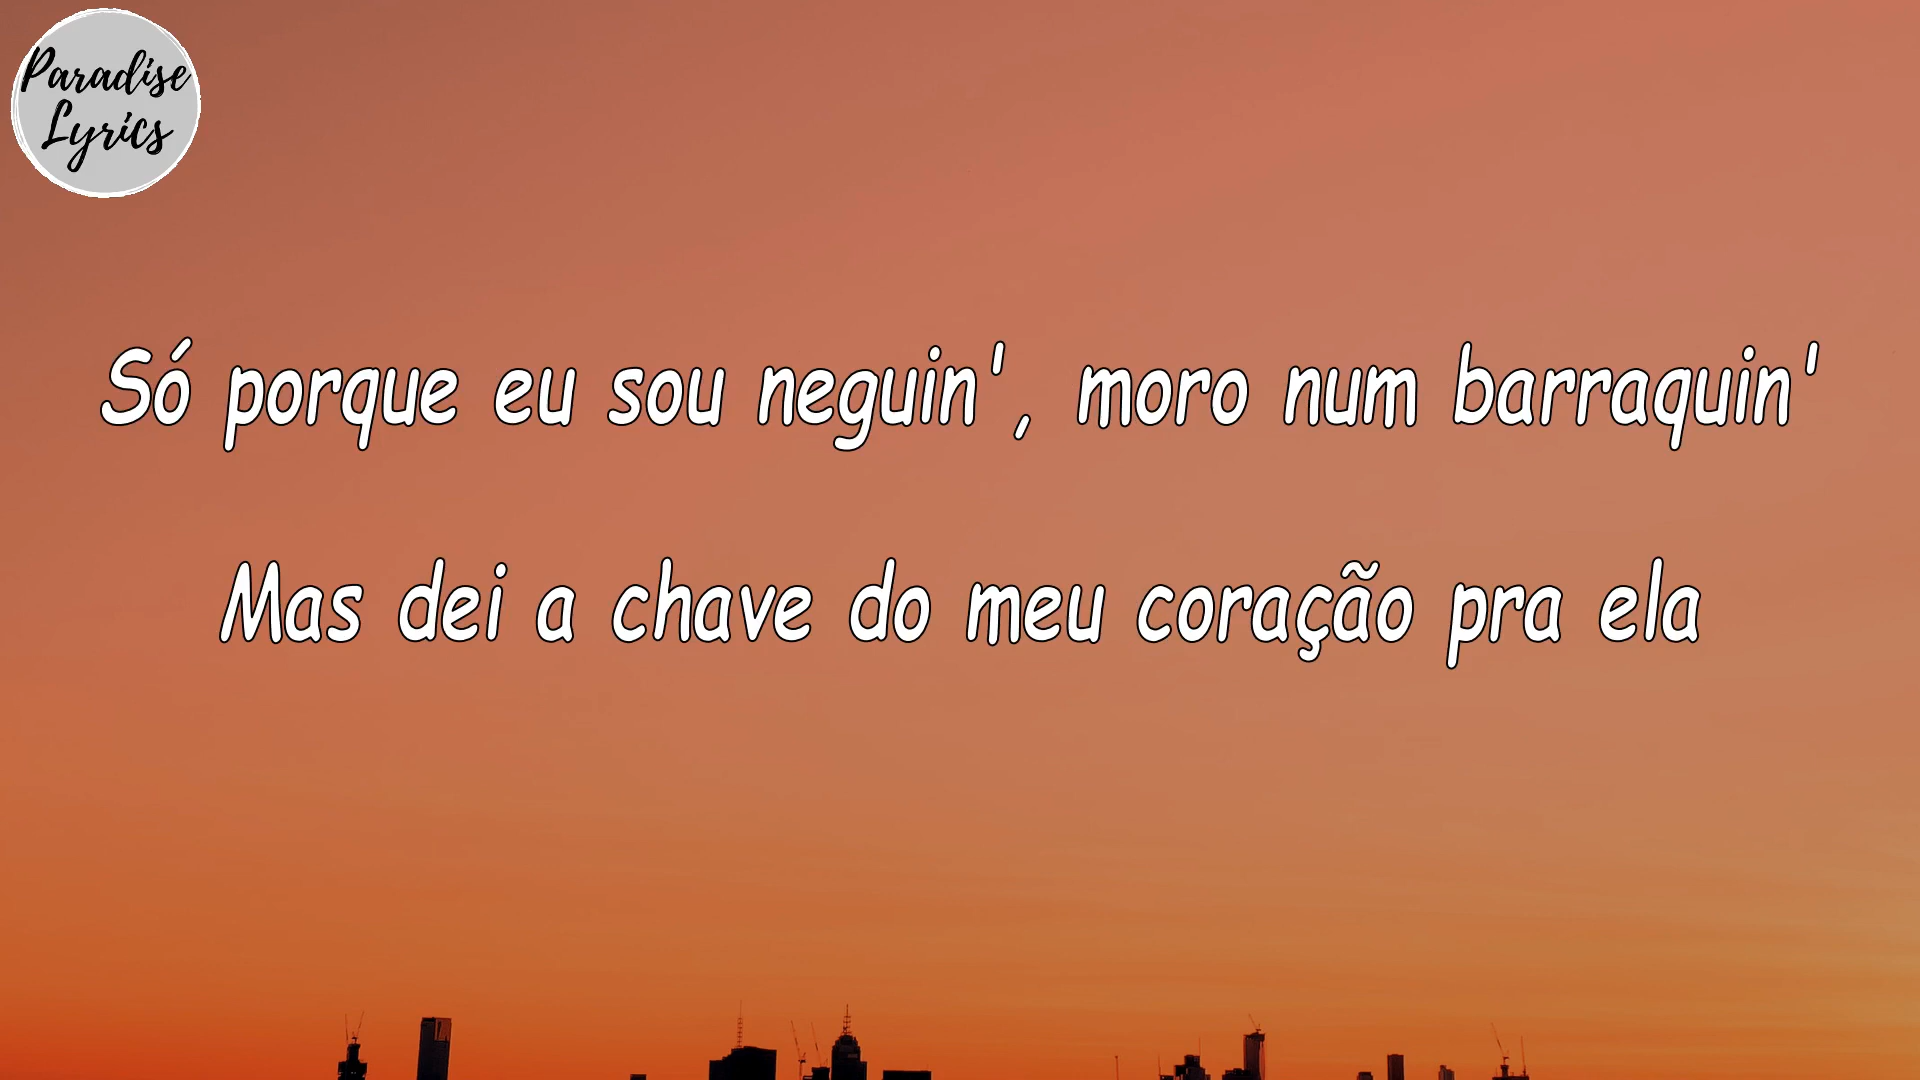 Paradise
Lyrics
Só porque eu sou neguin', moro num barraquin'
Mas dei a chave do meu coração pra ela